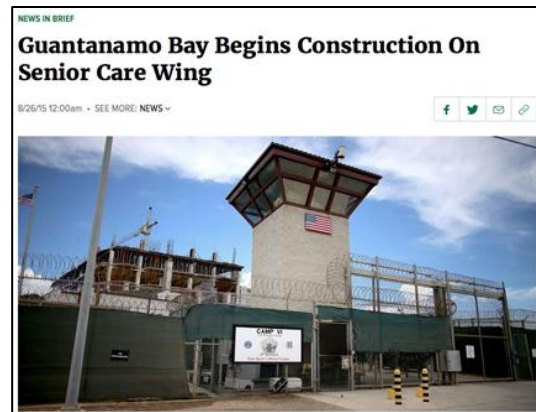 NEWS IN BRIEF
Guantanamo Bay Begins Construction On
Senior Care Wing
8/26/15 12:00am • SEE MORE: NEWS
CAMP VI